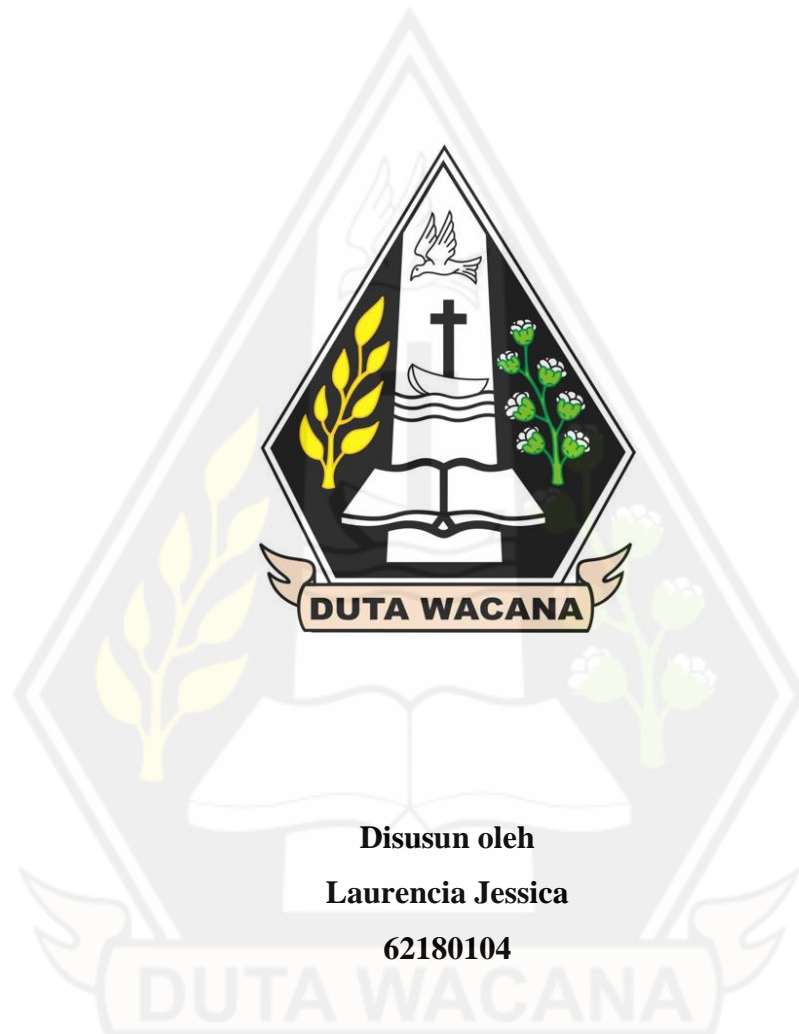 DUTA WACANA
Disusun oleh
Laurencia Jessica
62180104
DUTA WACANA